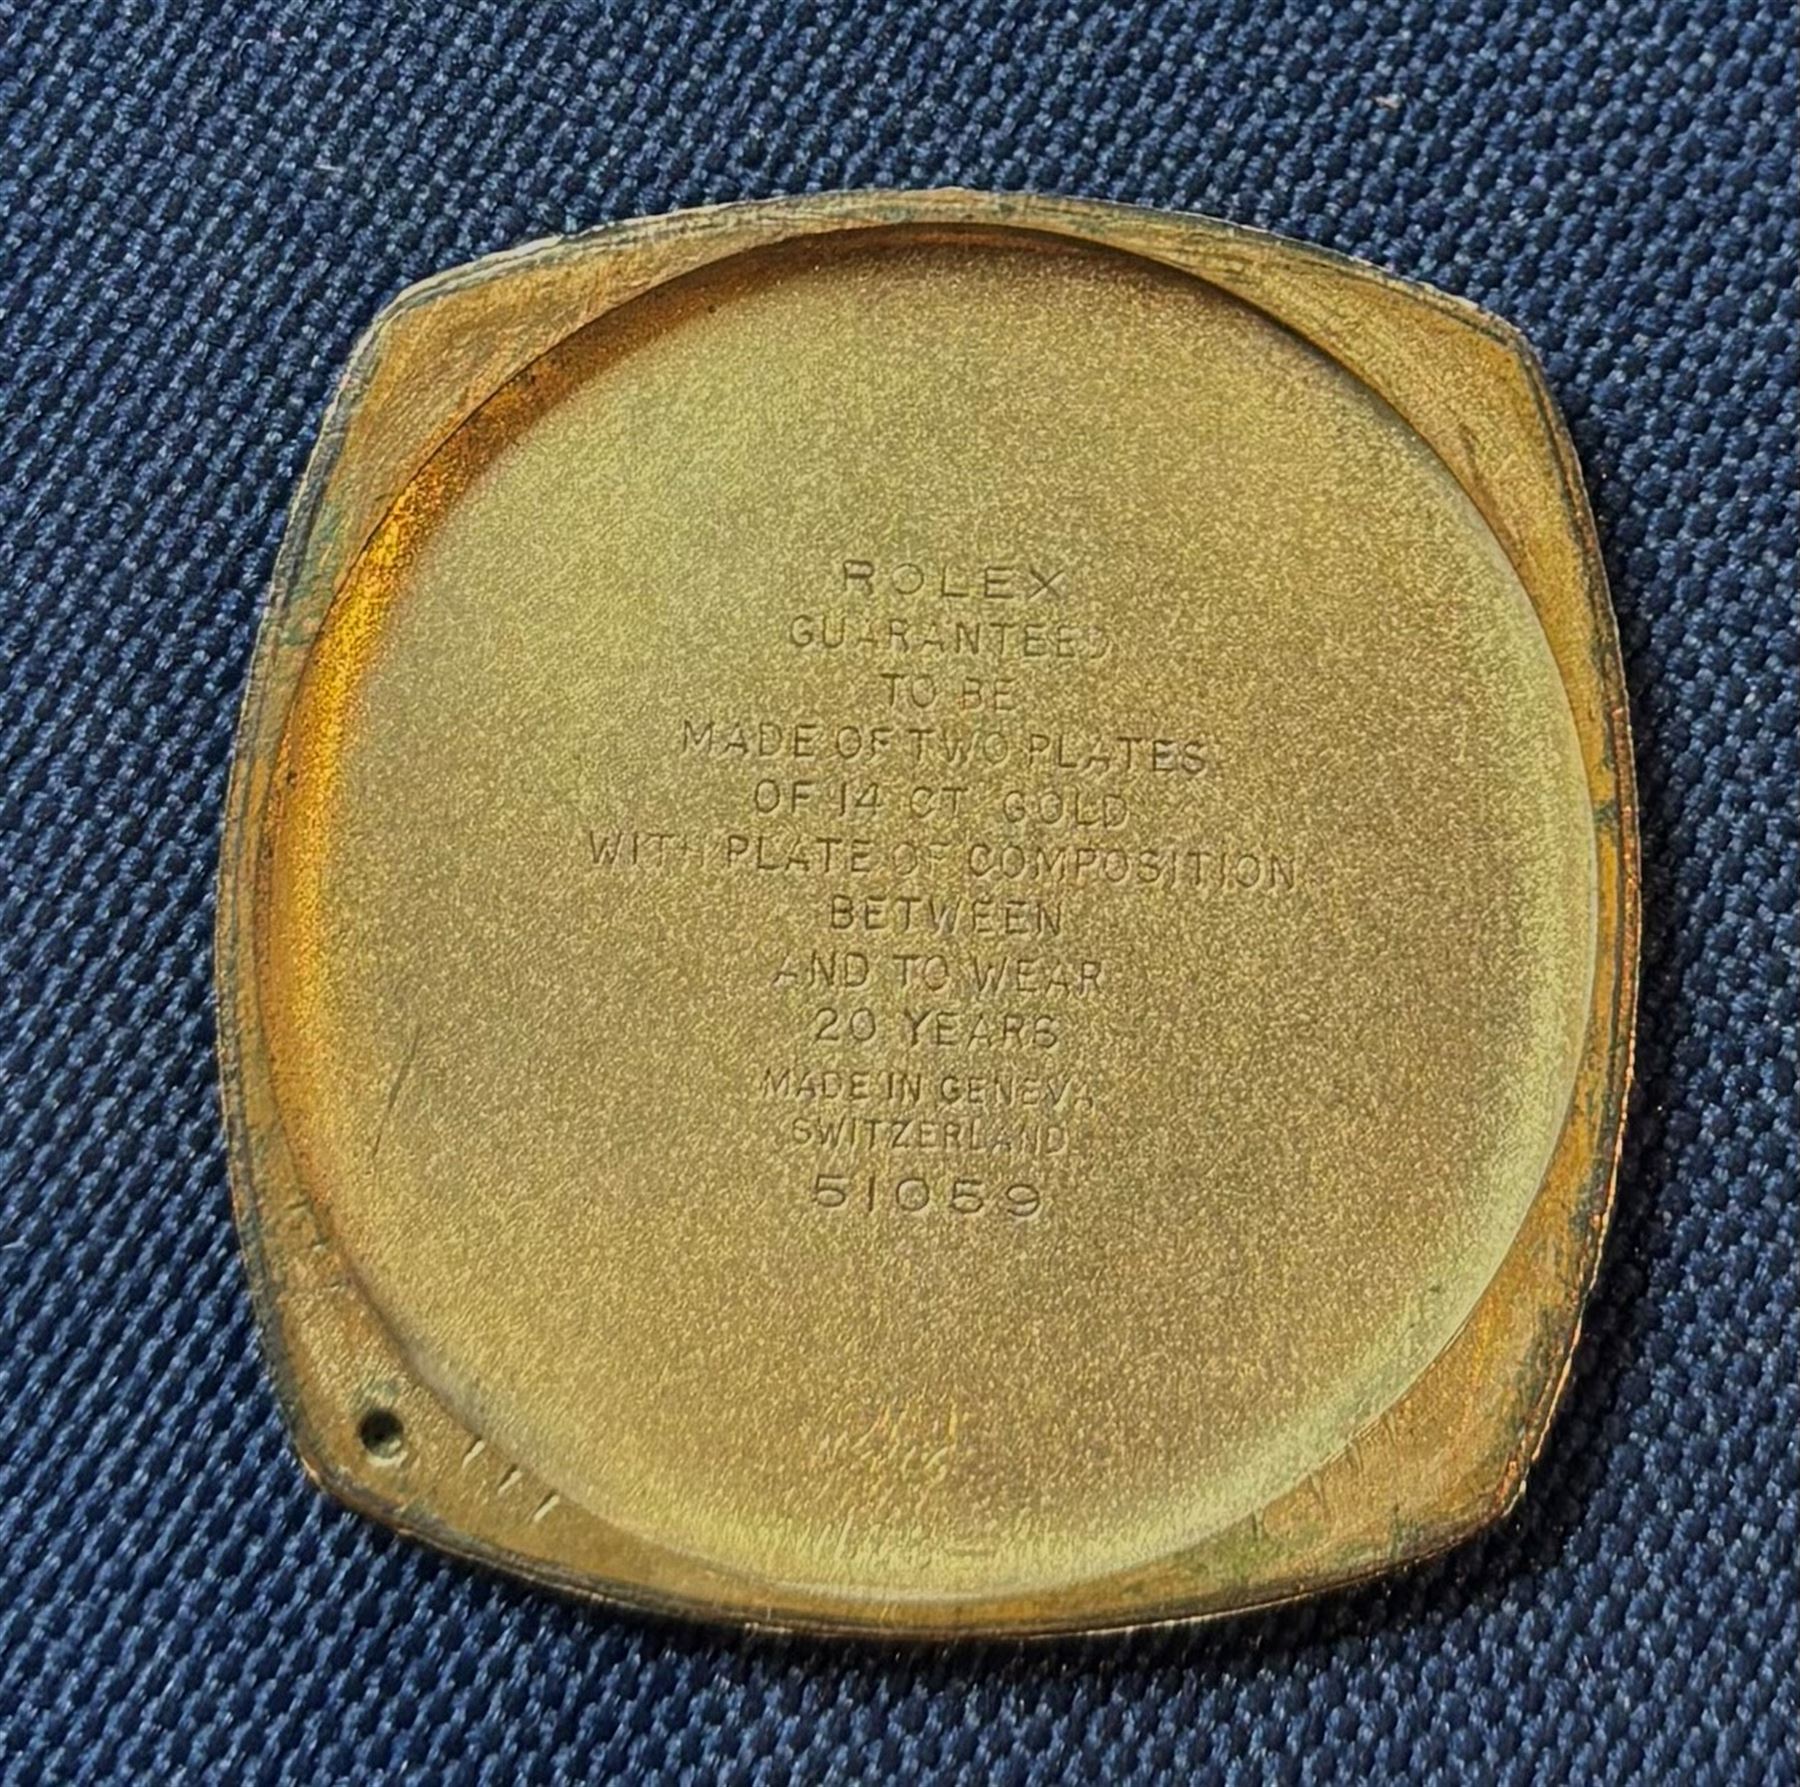 ROLEX
GUARANTEED
TO BE
MADE OF TWO PLATES
OF 14 CT GOLD
WITH PLATE OF COMPOSITION
BETWEEN
AND TO WEAR
20 YEARS
MADE IN GENEVA
SWITZERLAND
51059